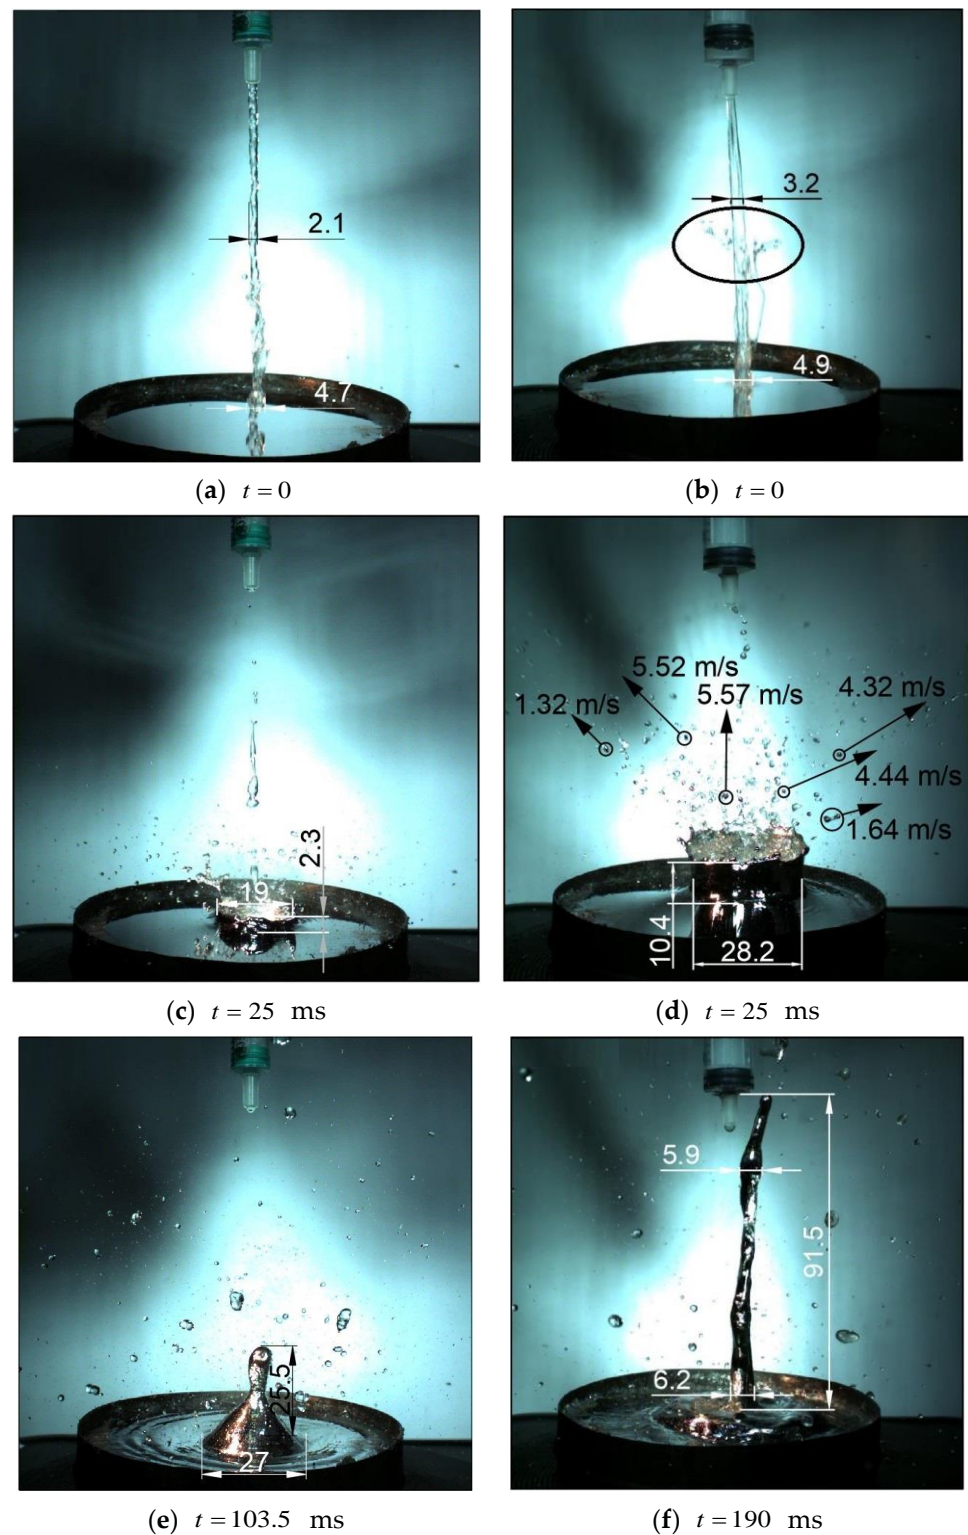 2.1
4.7
(a) t = 0
3.2
4.9
(b) t = 0
2.3
19
(c) t = 25 ms
5.52 m/s
5.57 m/s
4.32 m/s
1.32 m/s
4.44 m/s
1.64 m/s
10.4
28.2
(d) t = 25 ms
25.5
27
(e) t = 103.5 ms
5.9
91.5
6.2
(f) t = 190 ms